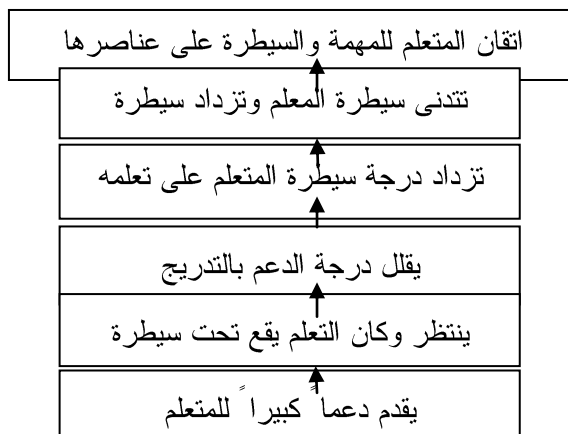 اتقان المتعلم للمهمة والسيطرة على عناصرها
تتدنى سيطرة المعلم وتزداد سيطرة
تزداد درجة سيطرة المتعلم على تعلمه
يقلل درجة الدعم بالتدريج
ينتظر وكان التعلم يقع تحت سيطرة
يقدم دعماً كبيراً للمتعلم